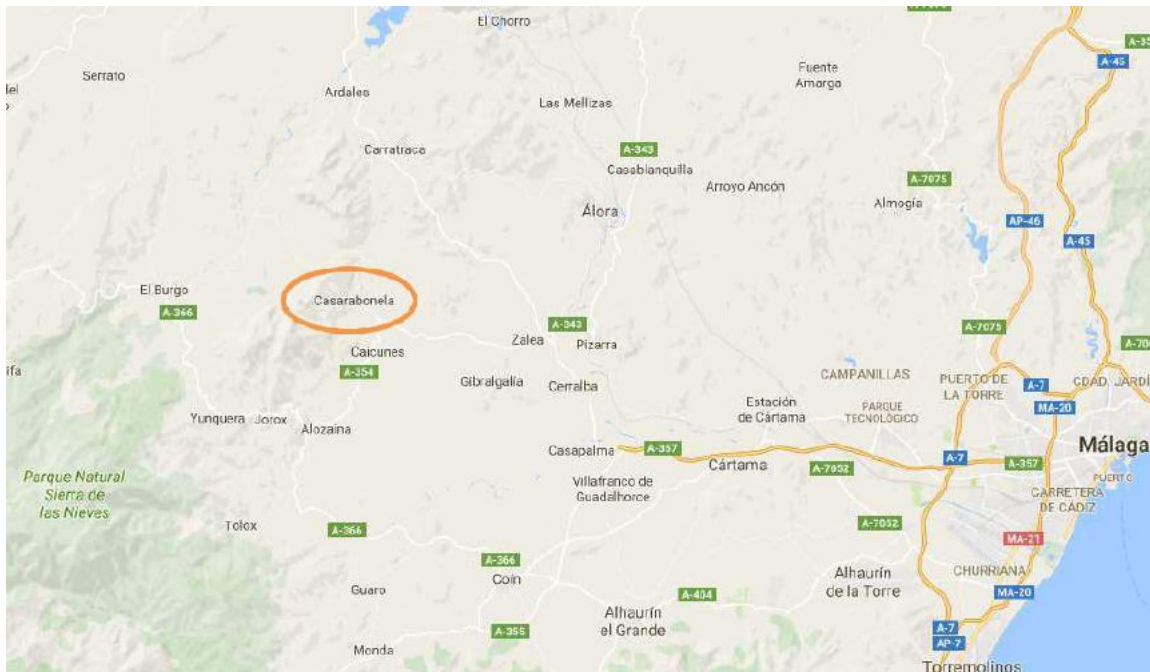 El Chorro
A-45
Serrato
Fuente
Amarga
Ardales
Las Mellizas
Carratraca
A-343
Casablanquilla
Arroyo Ancón
A-7075
Almogía
Álora
AP-46
A-45
El Burgo
A-366
Casarabonela
A-343
A-7075
Zalea
Pizarra
Caicunes
A-354
Gibralgalía
Cerralba
CAMPANILLAS
PUERTO DE
LA TORRE
A-7
CDAD. JARDÍ
MA-20
Estación
de Cártama
PARQUE
TECNOLÓGICO
Yunquera
Jorox
Alozaina
Málaga
Casapalma
A-357
Cártama
A-7052
A-7
A-357
PUERTO
Parque Natural
Sierra de
las Nieves
Villafranco de
Guadalhorce
CARRETERA
DE CÁDIZ
Tolox
A-366
A-7052
MA-21
A-366
Coín
CHURRIANA
Guaro
A-404
Alhaurín
de la Torre
MA-20
Alhaurín
el Grande
A-355
A-7
AP-7
Monda
Torremolinos